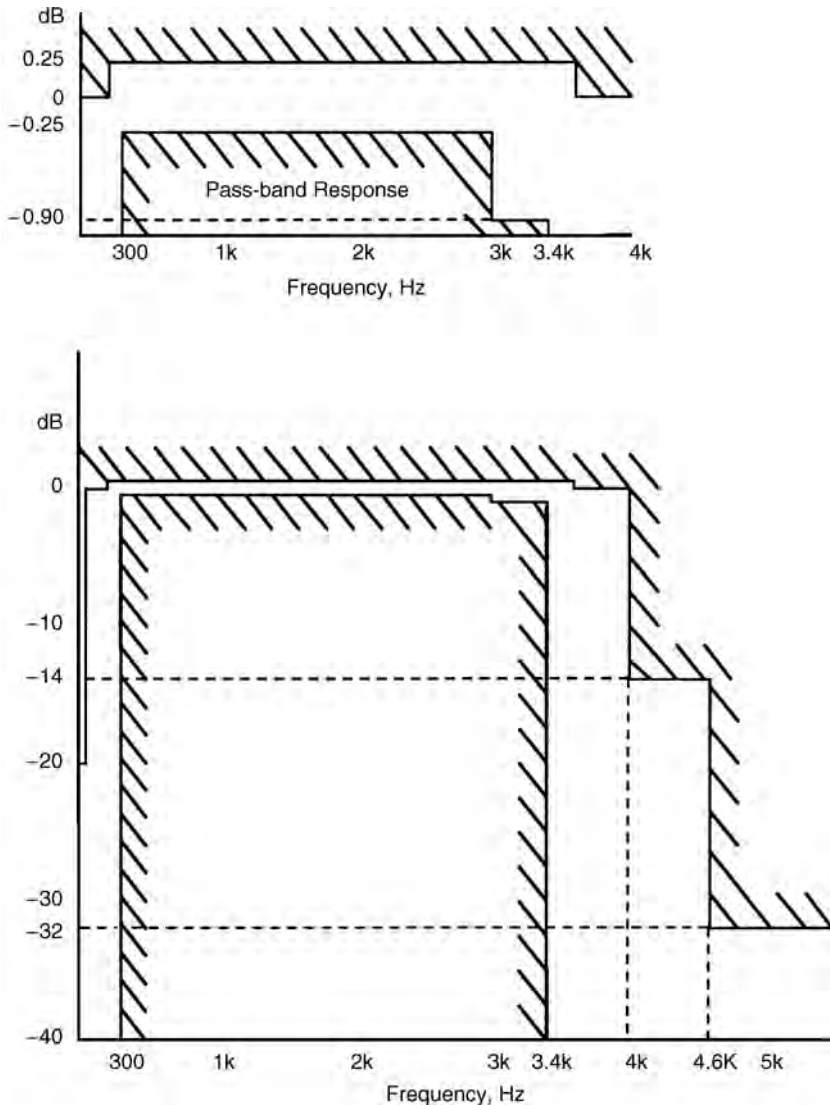 dB
0.25
0
−0.25
Pass-band Response
−0.90
300 1k 2k 3k 3.4k 4k
Frequency, Hz
dB
0
−10
−14
−20
−30
−32
−40
300 1k 2k 3k 3.4k 4k 4.6K 5k
Frequency, Hz